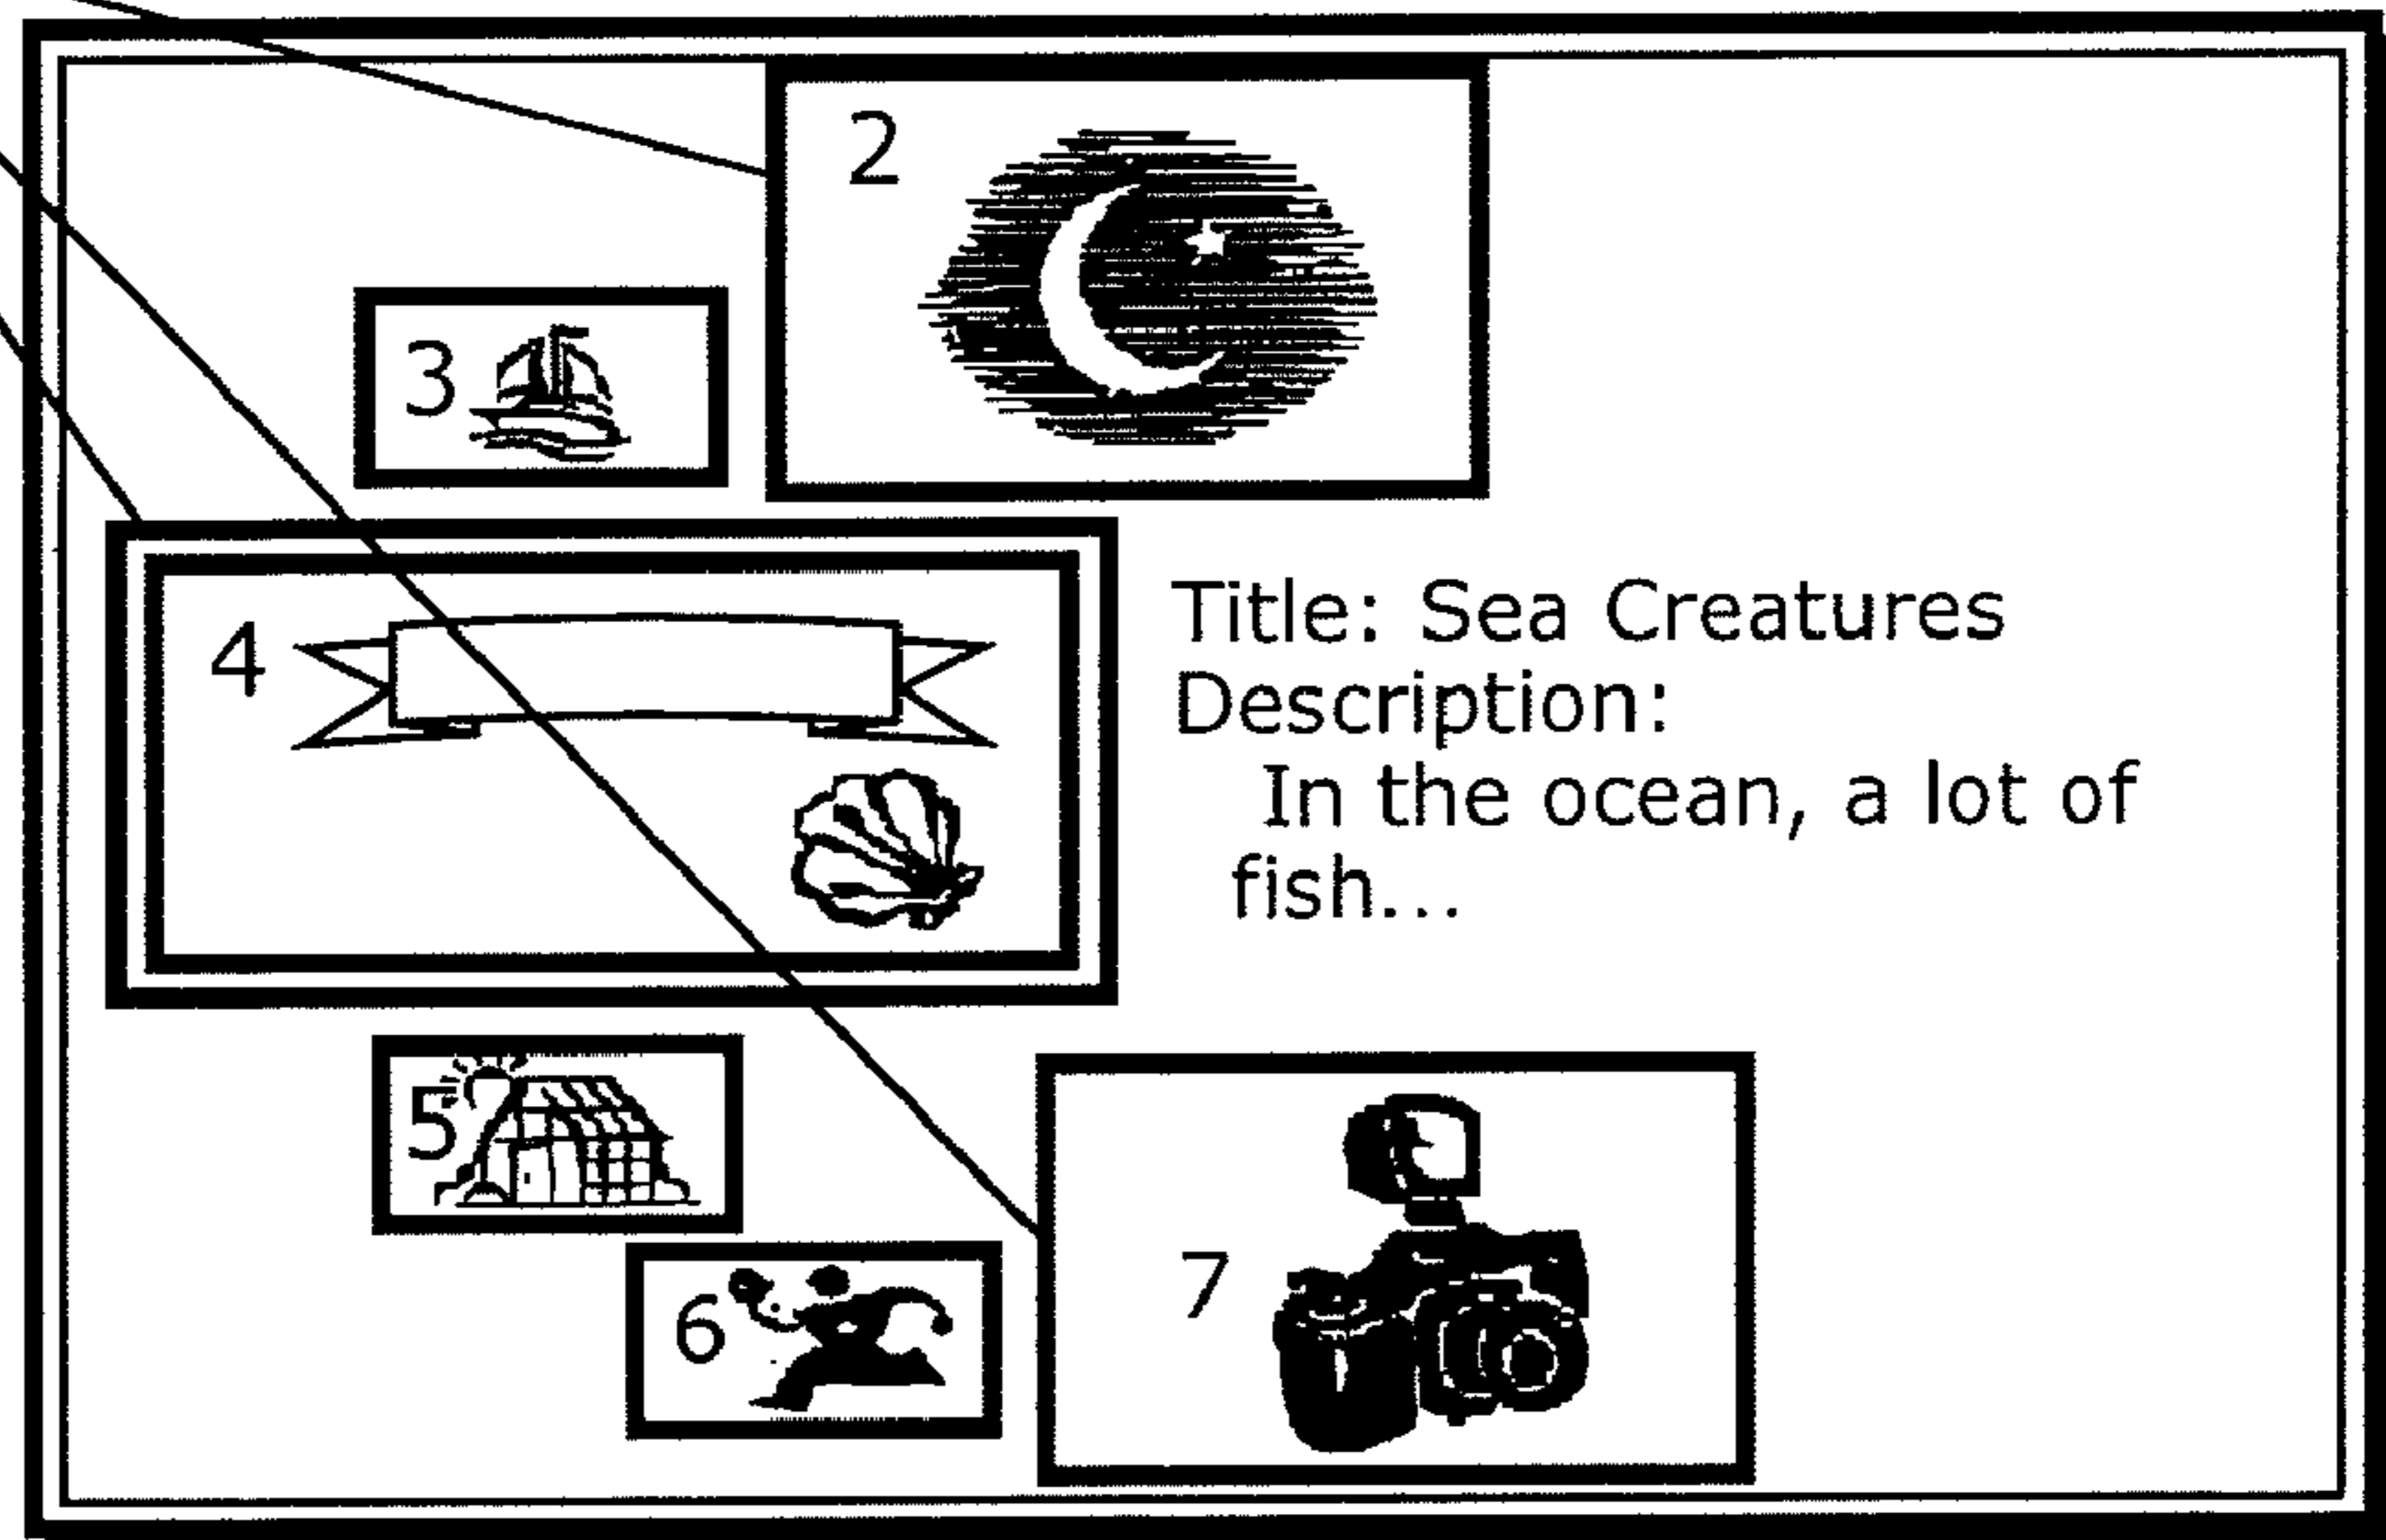 2
3
4
Title: Sea Creatures
Description:
In the ocean, a lot of
fish...
5
6
7